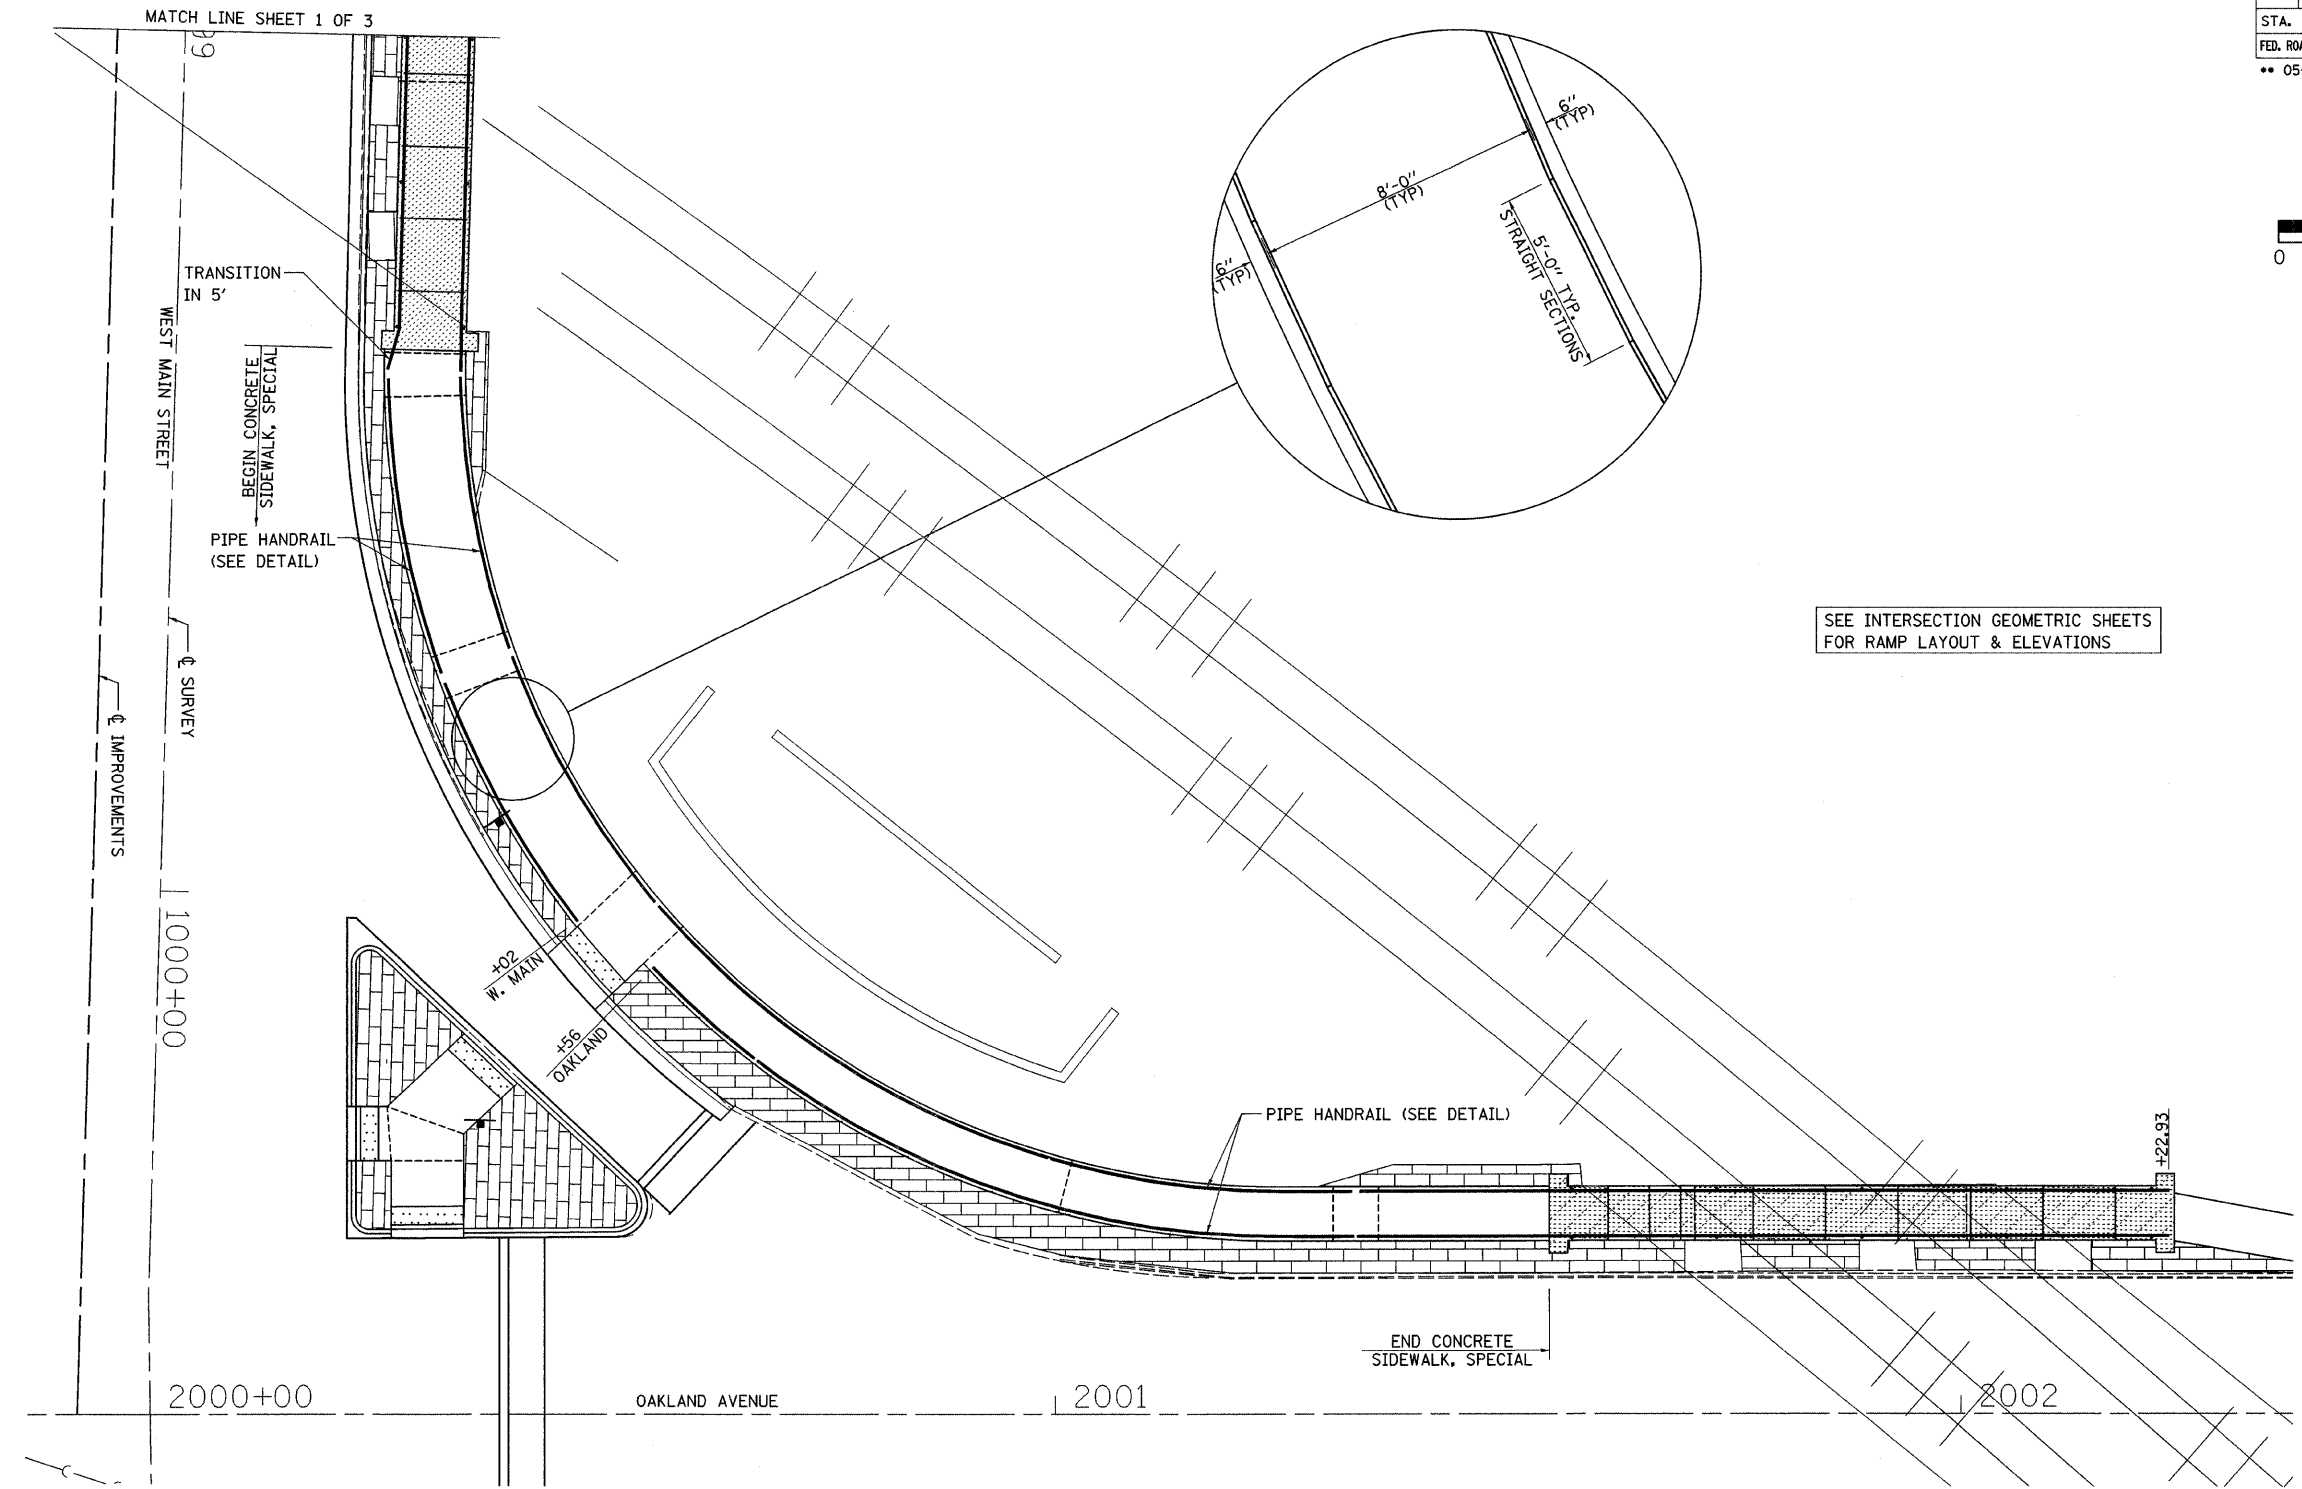 MATCH LINE SHEET 1 OF 3
99
STA.
FED. ROA
** 05-
0
6"
(TYP)
8'-0"
(TYP)
5'-0" TYP.
STRAIGHT SECTIONS
6"
(TYP)
TRANSITION
IN 5'
WEST MAIN STREET
BEGIN CONCRETE
SIDEWALK, SPECIAL
PIPE HANDRAIL
(SEE DETAIL)
SEE INTERSECTION GEOMETRIC SHEETS
FOR RAMP LAYOUT & ELEVATIONS
℄ SURVEY
℄ IMPROVEMENTS
1000+00
+02
W. MAIN
+56
OAKLAND
PIPE HANDRAIL (SEE DETAIL)
+22.93
END CONCRETE
SIDEWALK, SPECIAL
2000+00
OAKLAND AVENUE
2001
2002